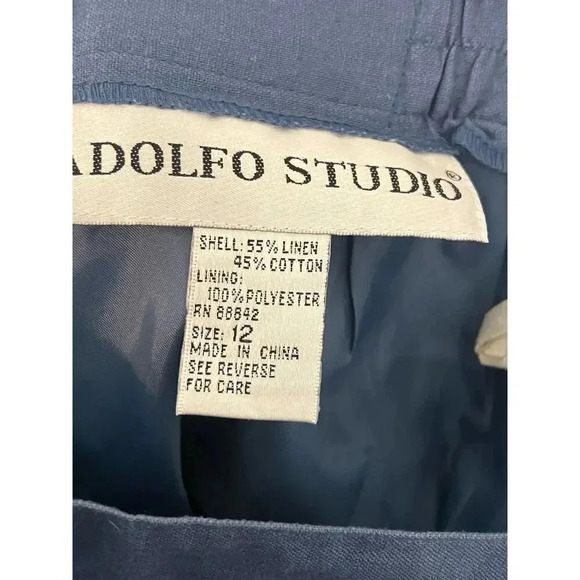 ADOLFO STUDIO®
SHELL: 55% LINEN
45% COTTON
LINING:
100% POLYESTER
RN 88842
SIZE: 12
MADE IN CHINA
SEE REVERSE
FOR CARE